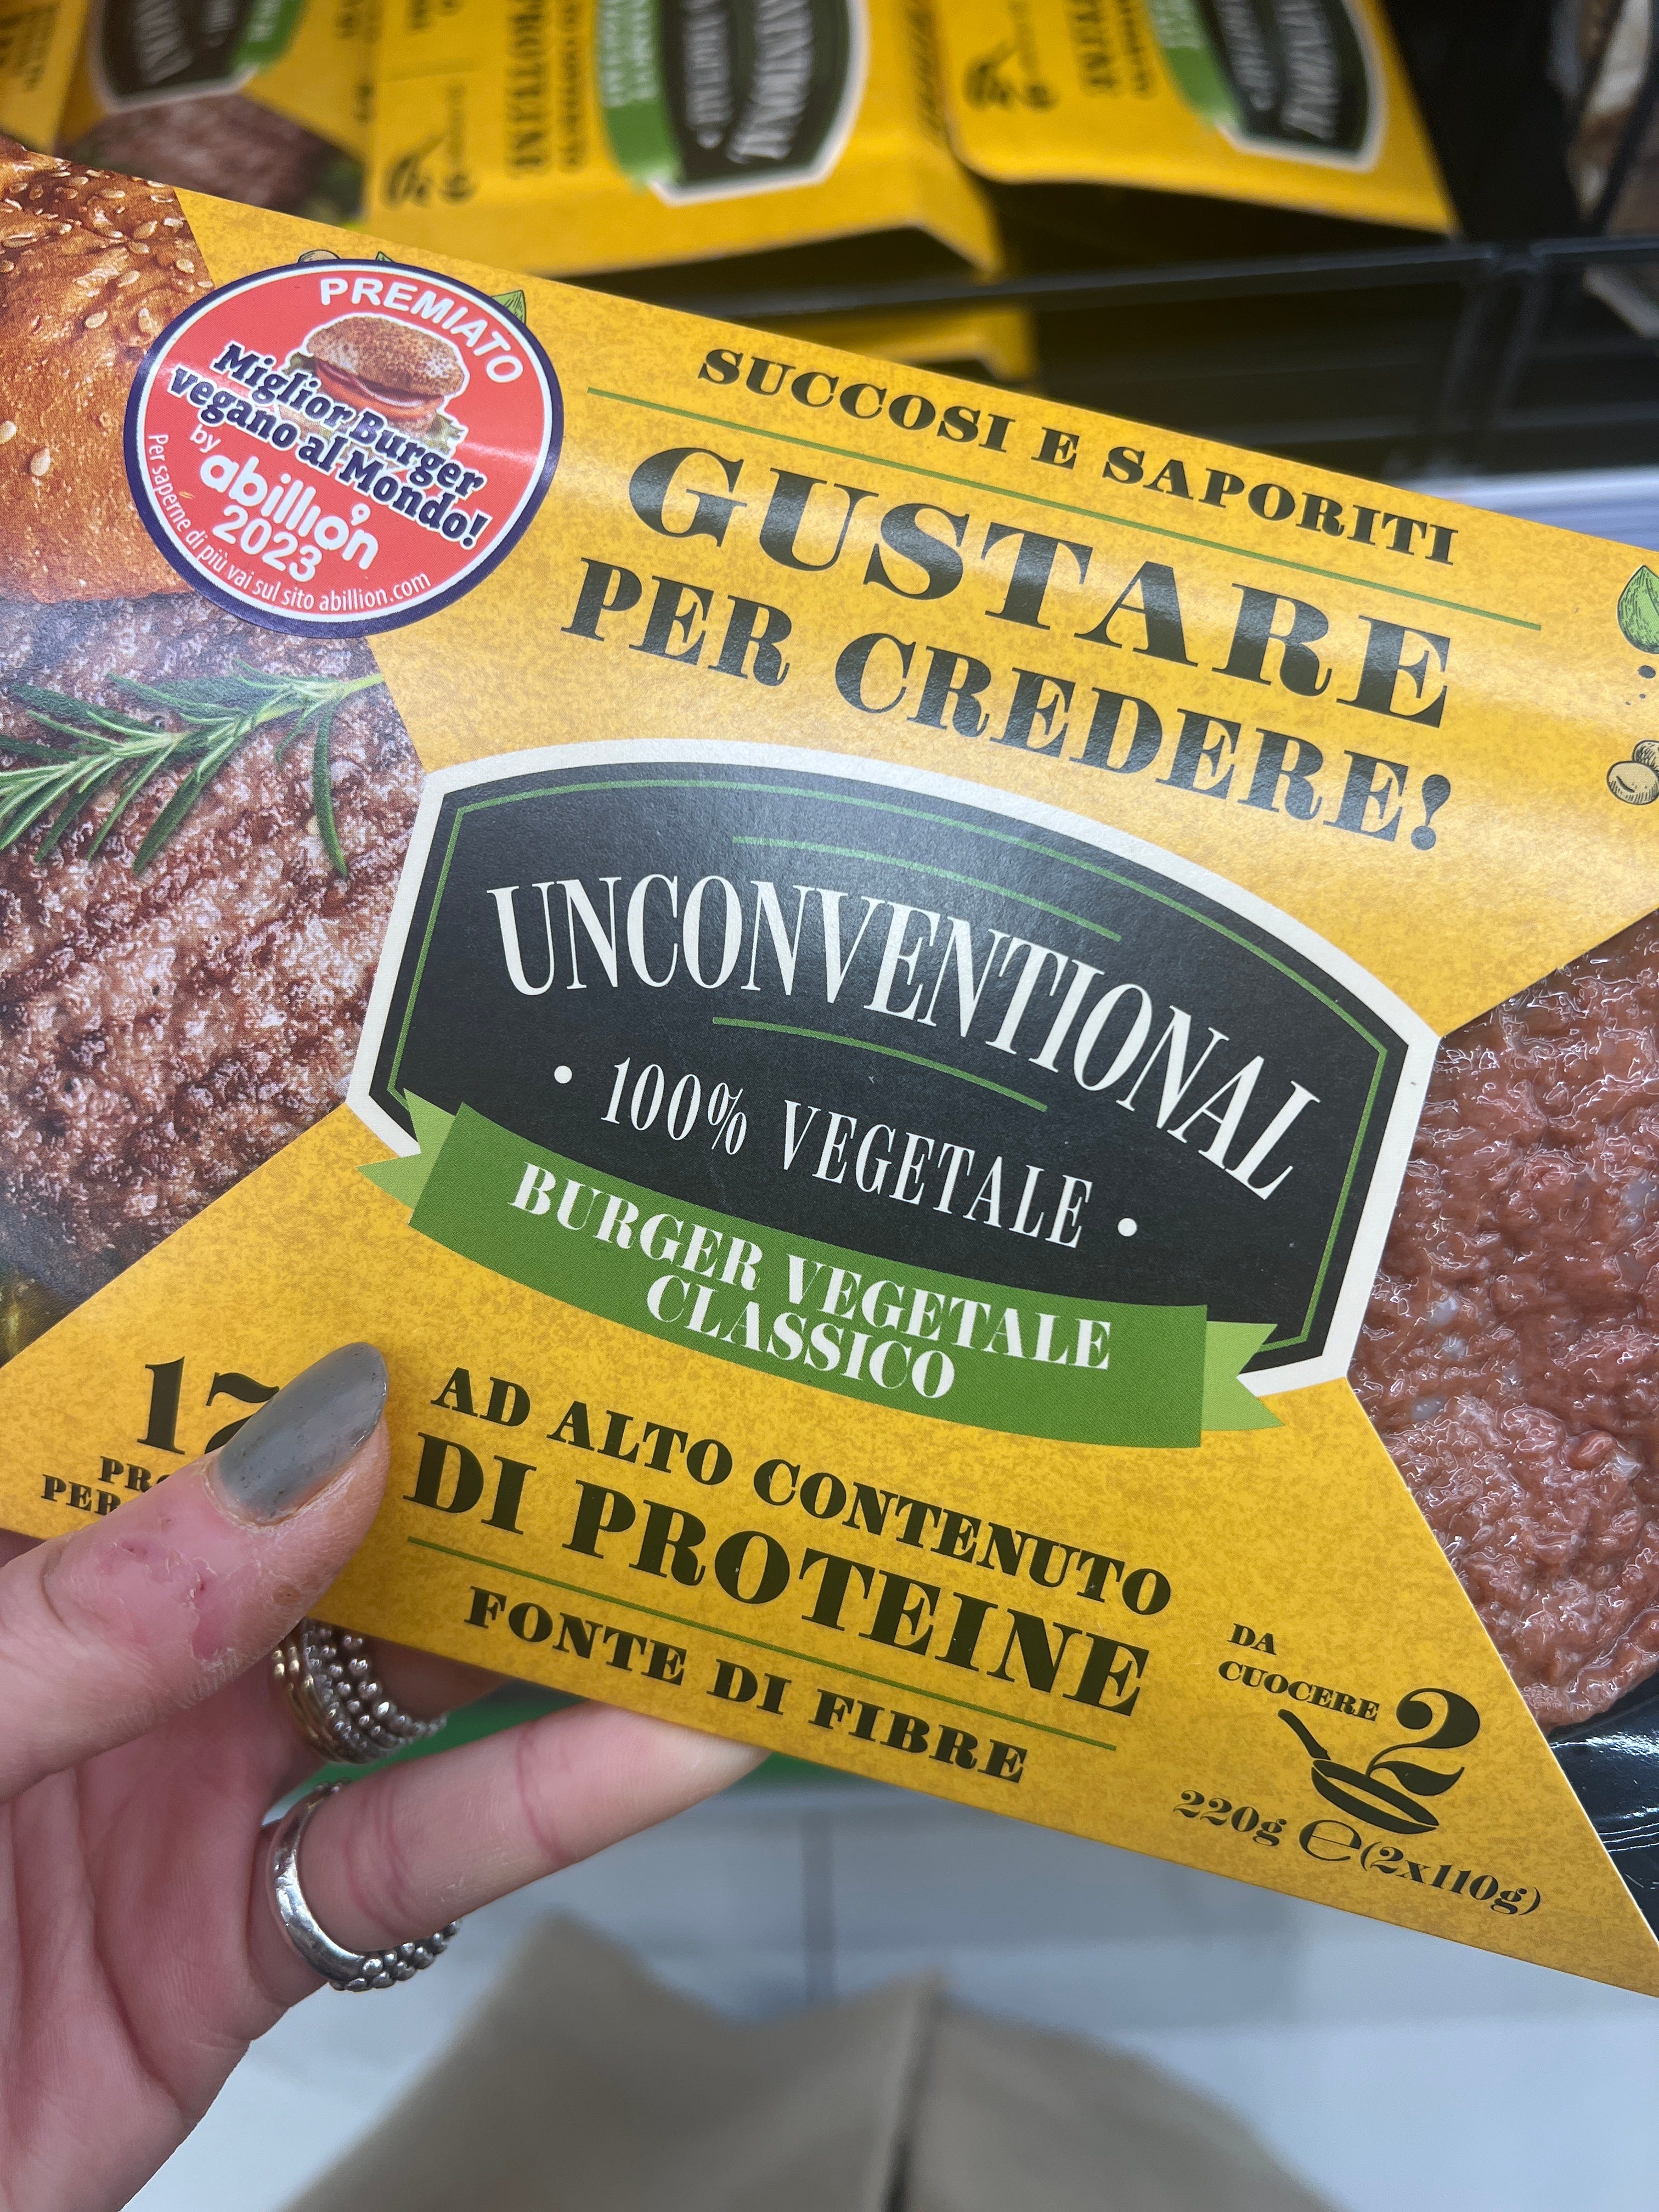 PREMIATO
Miglior Burger
vegano al Mondo!
by
abillion
2023
Per saperne di più vai sul sito abillion.com
SUCCOSI E SAPORITI
GUSTARE
PER CREDERE!
UNCONVENTIONAL
• 100% VEGETALE •
BURGER VEGETALE
CLASSICO
AD ALTO CONTENUTO
DI PROTEINE
FONTE DI FIBRE
PER
DA
CUOCERE
2
220g ℮ (2x110g)